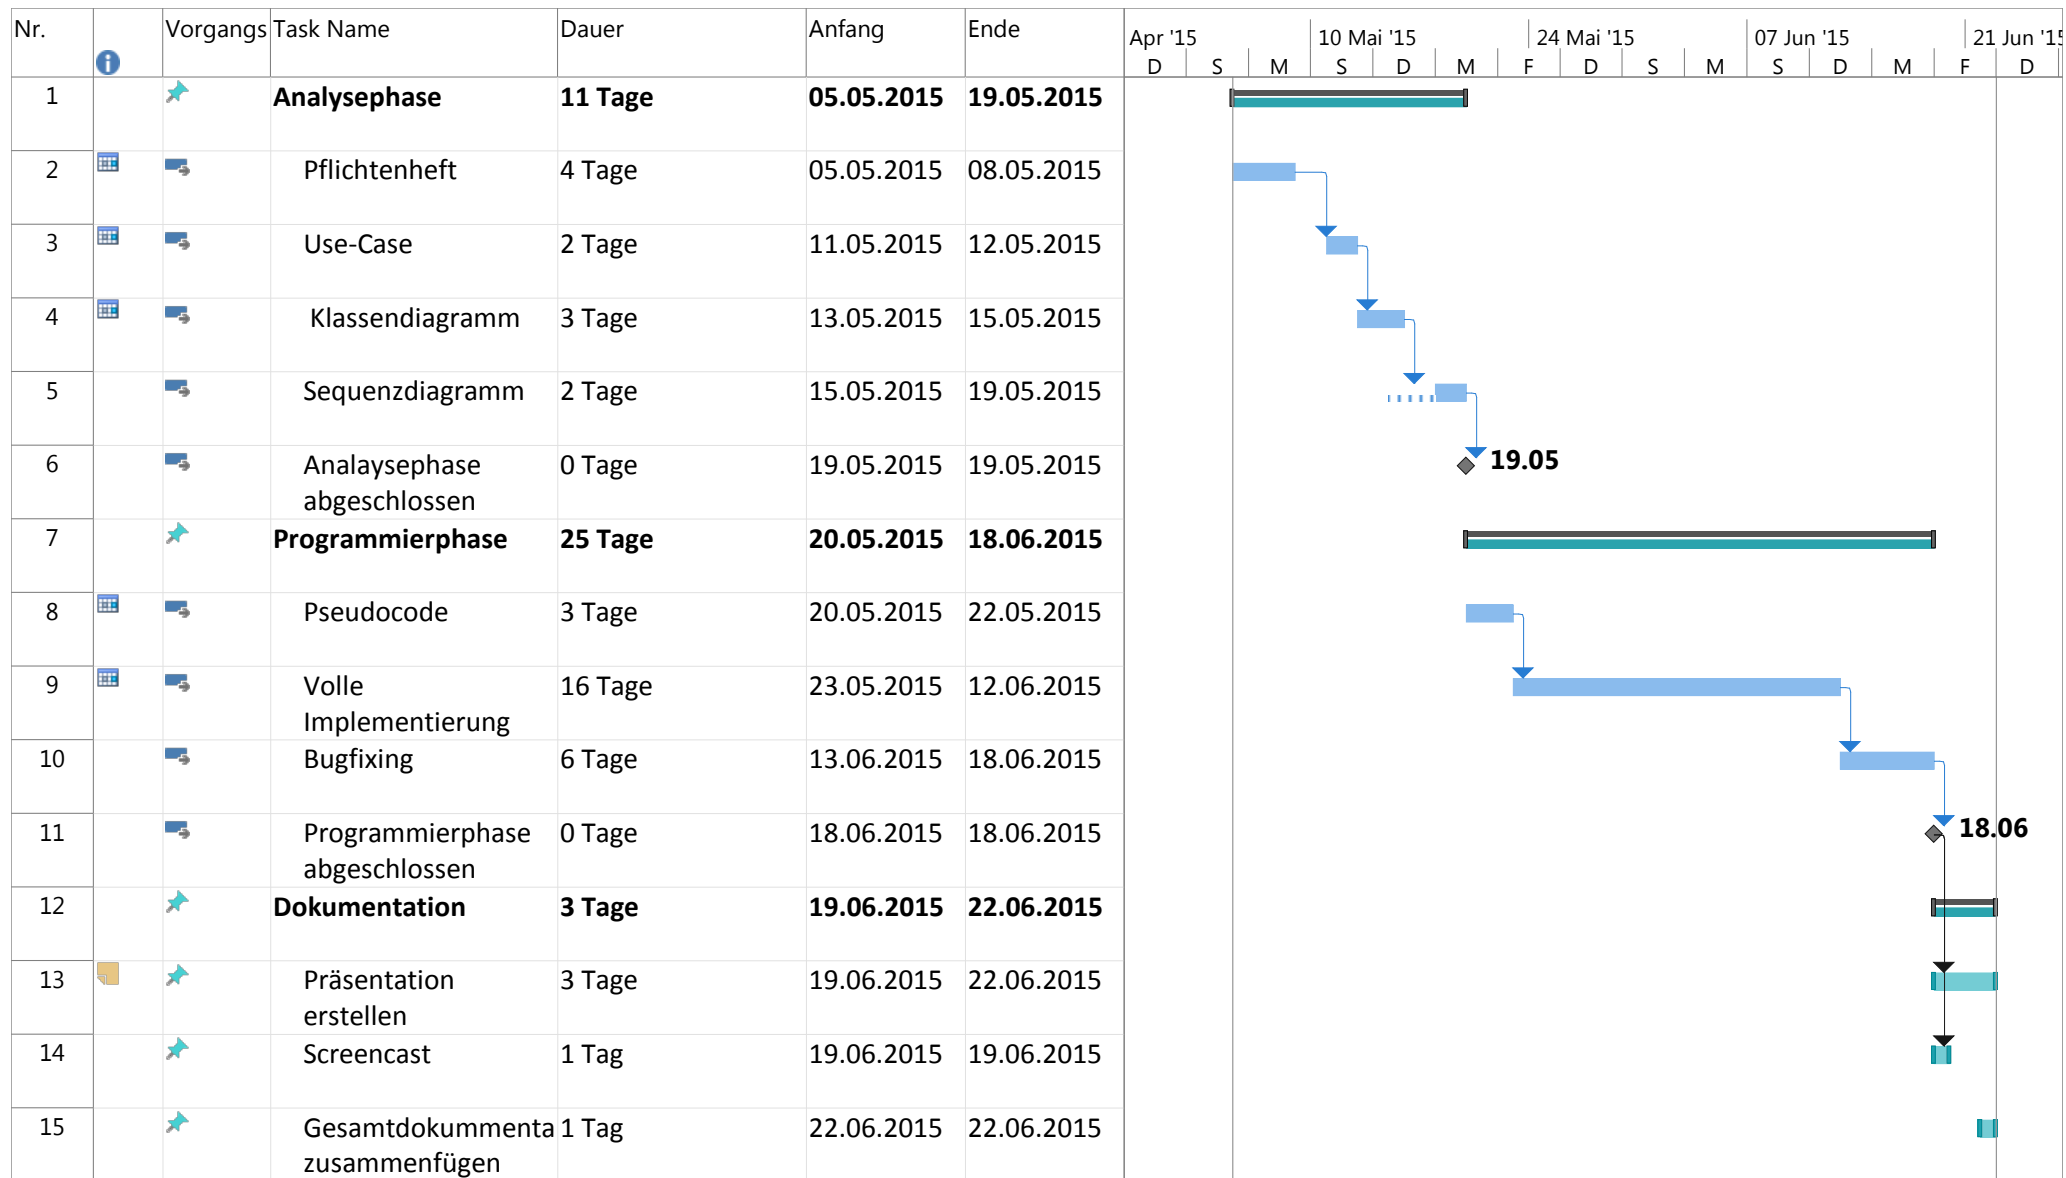 Nr. Vorgangs Task Name Dauer Anfang Ende
Apr '15 10 Mai '15 24 Mai '15 07 Jun '15 21 Jun '15
D S M S D M F D S M S D M F D
1 Analysephase 11 Tage 05.05.2015 19.05.2015
2 Pflichtenheft 4 Tage 05.05.2015 08.05.2015
3 Use-Case 2 Tage 11.05.2015 12.05.2015
4 Klassendiagramm 3 Tage 13.05.2015 15.05.2015
5 Sequenzdiagramm 2 Tage 15.05.2015 19.05.2015
6 Analaysephase 0 Tage 19.05.2015 19.05.2015 19.05
abgeschlossen
7 Programmierphase 25 Tage 20.05.2015 18.06.2015
8 Pseudocode 3 Tage 20.05.2015 22.05.2015
9 Volle 16 Tage 23.05.2015 12.06.2015
Implementierung
10 Bugfixing 6 Tage 13.06.2015 18.06.2015
11 Programmierphase 0 Tage 18.06.2015 18.06.2015 18.06
abgeschlossen
12 Dokumentation 3 Tage 19.06.2015 22.06.2015
13 Präsentation 3 Tage 19.06.2015 22.06.2015
erstellen
14 Screencast 1 Tag 19.06.2015 19.06.2015
15 Gesamtdokummenta 1 Tag 22.06.2015 22.06.2015
zusammenfügen